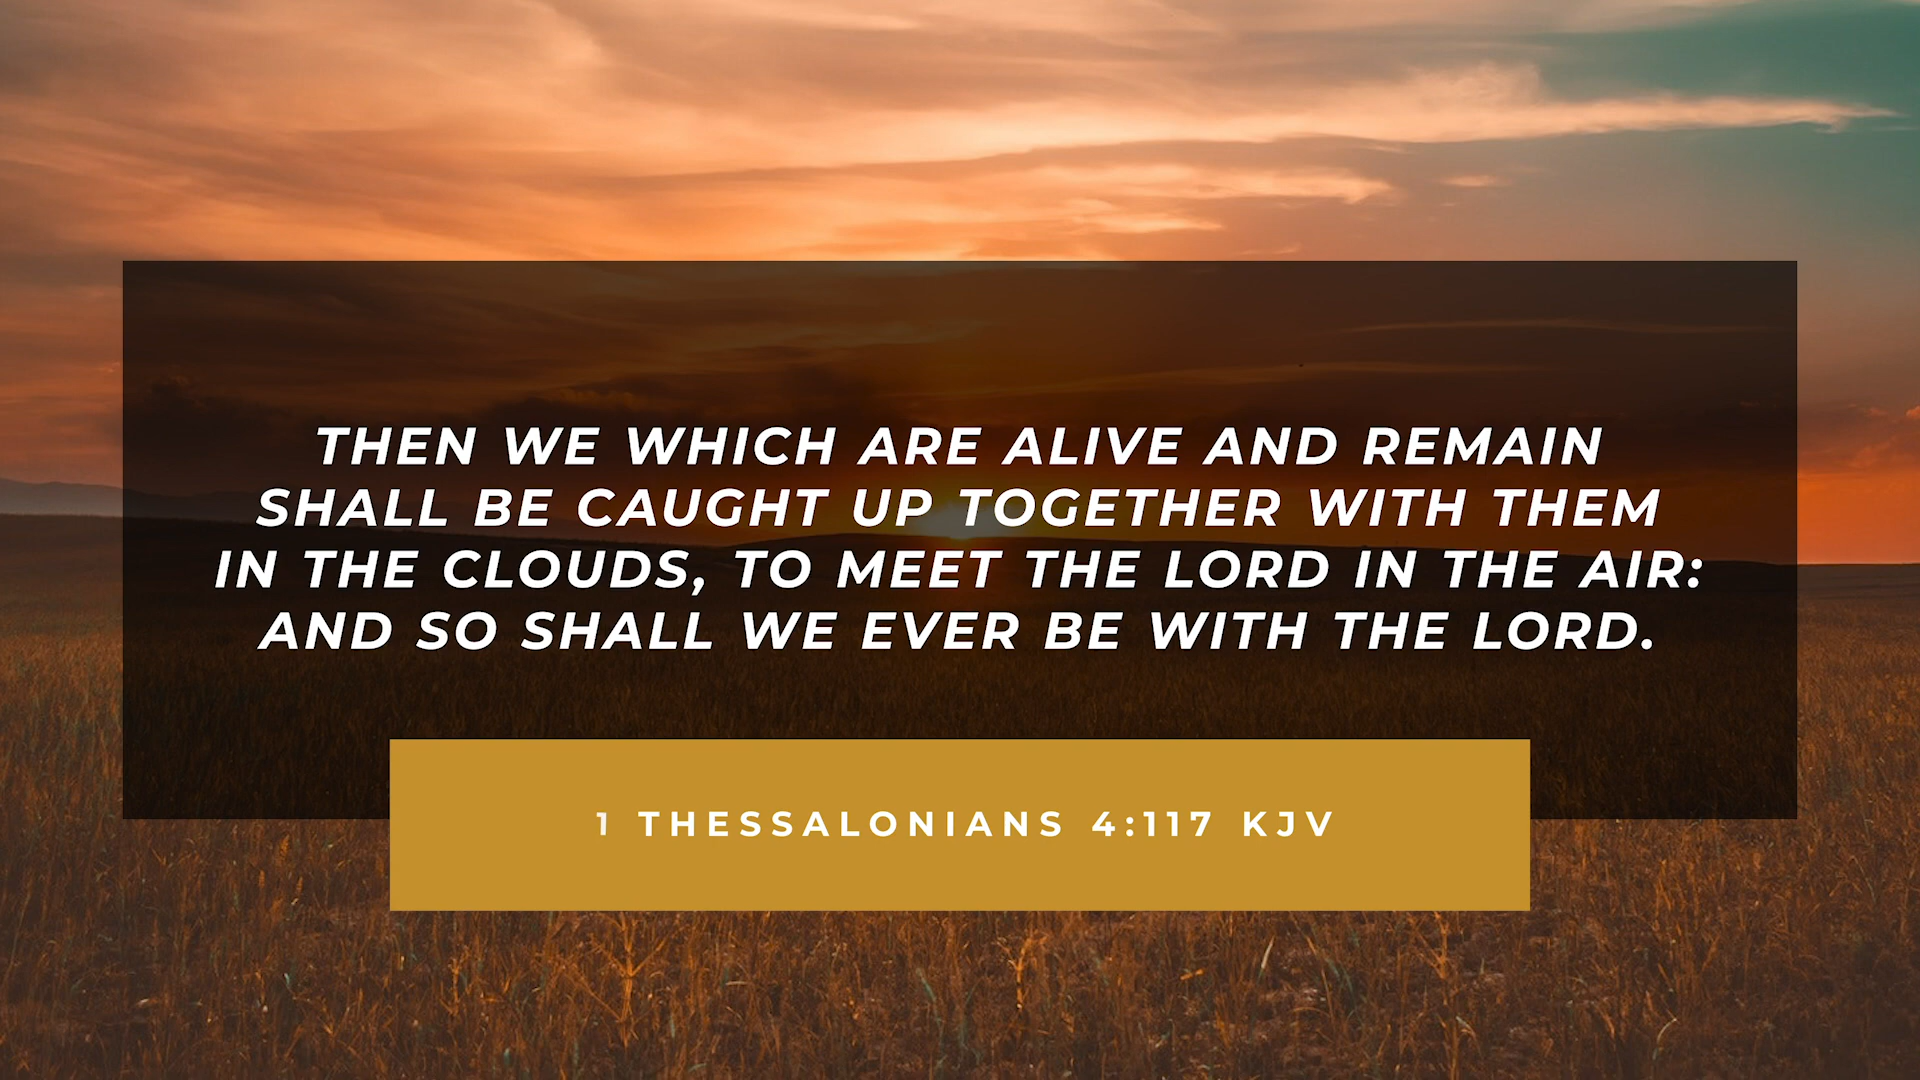 THEN WE WHICH ARE ALIVE AND REMAIN
SHALL BE CAUGHT UP TOGETHER WITH THEM
IN THE CLOUDS, TO MEET THE LORD IN THE AIR:
AND SO SHALL WE EVER BE WITH THE LORD.
1 THESSALONIANS 4:117 KJV